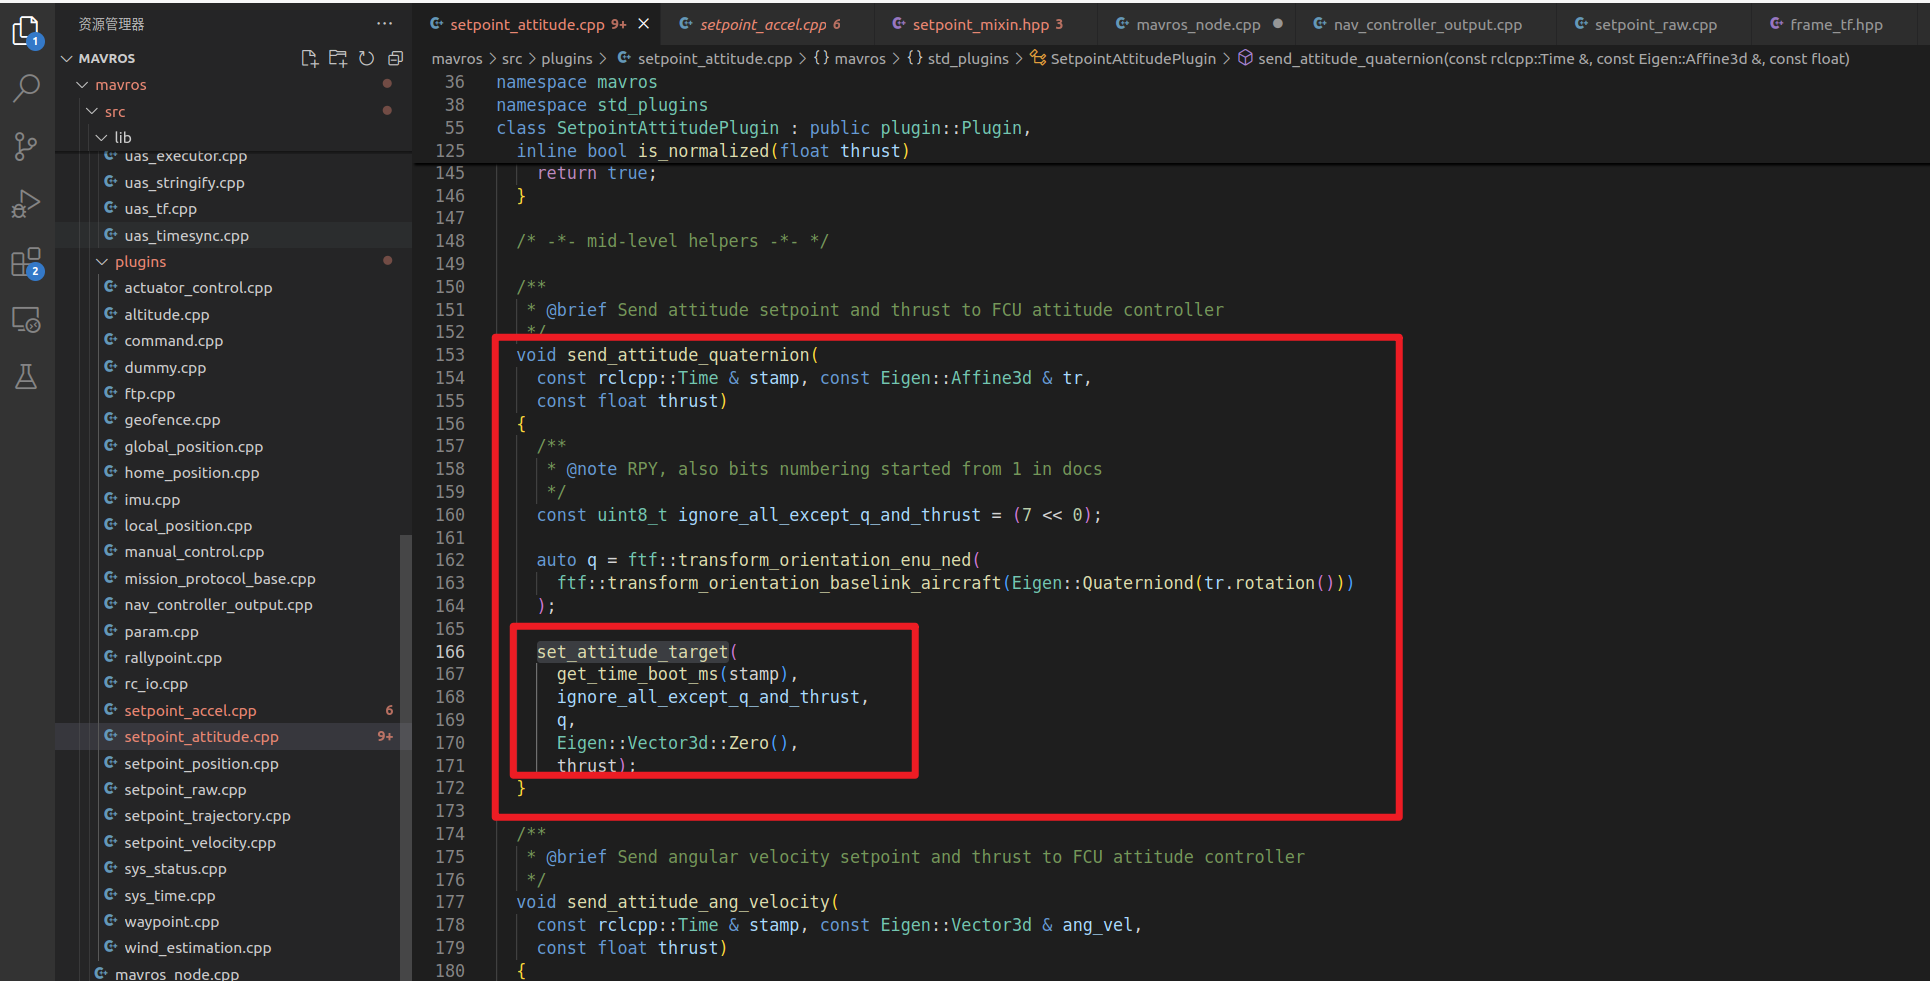 资源管理器
MAVROS
mavros
src
lib
uas_executor.cpp
uas_stringify.cpp
uas_tf.cpp
uas_timesync.cpp
plugins
actuator_control.cpp
altitude.cpp
command.cpp
dummy.cpp
ftp.cpp
geofence.cpp
global_position.cpp
home_position.cpp
imu.cpp
local_position.cpp
manual_control.cpp
mission_protocol_base.cpp
nav_controller_output.cpp
param.cpp
rallypoint.cpp
rc_io.cpp
setpoint_accel.cpp 6
setpoint_attitude.cpp 9+
setpoint_position.cpp
setpoint_raw.cpp
setpoint_trajectory.cpp
setpoint_velocity.cpp
sys_status.cpp
sys_time.cpp
waypoint.cpp
wind_estimation.cpp
mavros_node.cpp
1
2
setpoint_attitude.cpp 9+ setpoint_accel.cpp 6 setpoint_mixin.hpp 3 mavros_node.cpp nav_controller_output.cpp setpoint_raw.cpp frame_tf.hpp
mavros > src > plugins > setpoint_attitude.cpp > {} mavros > {} std_plugins > SetpointAttitudePlugin > send_attitude_quaternion(const rclcpp::Time &, const Eigen::Affine3d &, const float)
36 namespace mavros
38 namespace std_plugins
55 class SetpointAttitudePlugin : public plugin::Plugin,
125 inline bool is_normalized(float thrust)
145 return true;
146 }
147
148 /* -*- mid-level helpers -*- */
149
150 /**
151 * @brief Send attitude setpoint and thrust to FCU attitude controller
152 */
153 void send_attitude_quaternion(
154 const rclcpp::Time & stamp, const Eigen::Affine3d & tr,
155 const float thrust)
156 {
157 /**
158 * @note RPY, also bits numbering started from 1 in docs
159 */
160 const uint8_t ignore_all_except_q_and_thrust = (7 << 0);
161
162 auto q = ftf::transform_orientation_enu_ned(
163 ftf::transform_orientation_baselink_aircraft(Eigen::Quaterniond(tr.rotation()))
164 );
165
166 set_attitude_target(
167 get_time_boot_ms(stamp),
168 ignore_all_except_q_and_thrust,
169 q,
170 Eigen::Vector3d::Zero(),
171 thrust);
172 }
173
174 /**
175 * @brief Send angular velocity setpoint and thrust to FCU attitude controller
176 */
177 void send_attitude_ang_velocity(
178 const rclcpp::Time & stamp, const Eigen::Vector3d & ang_vel,
179 const float thrust)
180 {